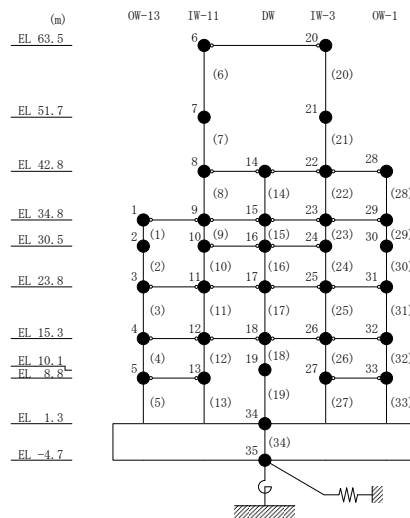 (m) OW-13 IW-11 DW IW-3 OW-1
EL 63.5 6 20
(6) (20)
EL 51.7 7 21
(7) (21)
EL 42.8 8 14 22 28
(8) (14) (22) (28)
EL 34.8 1 9 15 23 29
(1) (9) (15) (23) (29)
EL 30.5 2 10 16 24 30
(2) (10) (16) (24) (30)
EL 23.8 3 11 17 25 31
(3) (11) (17) (25) (31)
EL 15.3 4 12 18 26 32
(4) (12) (18) (26) (32)
EL 10.1 19
EL 8.8 5 13 27 33
(5) (13) (19) (27) (33)
EL 1.3 34
(34)
EL -4.7 35